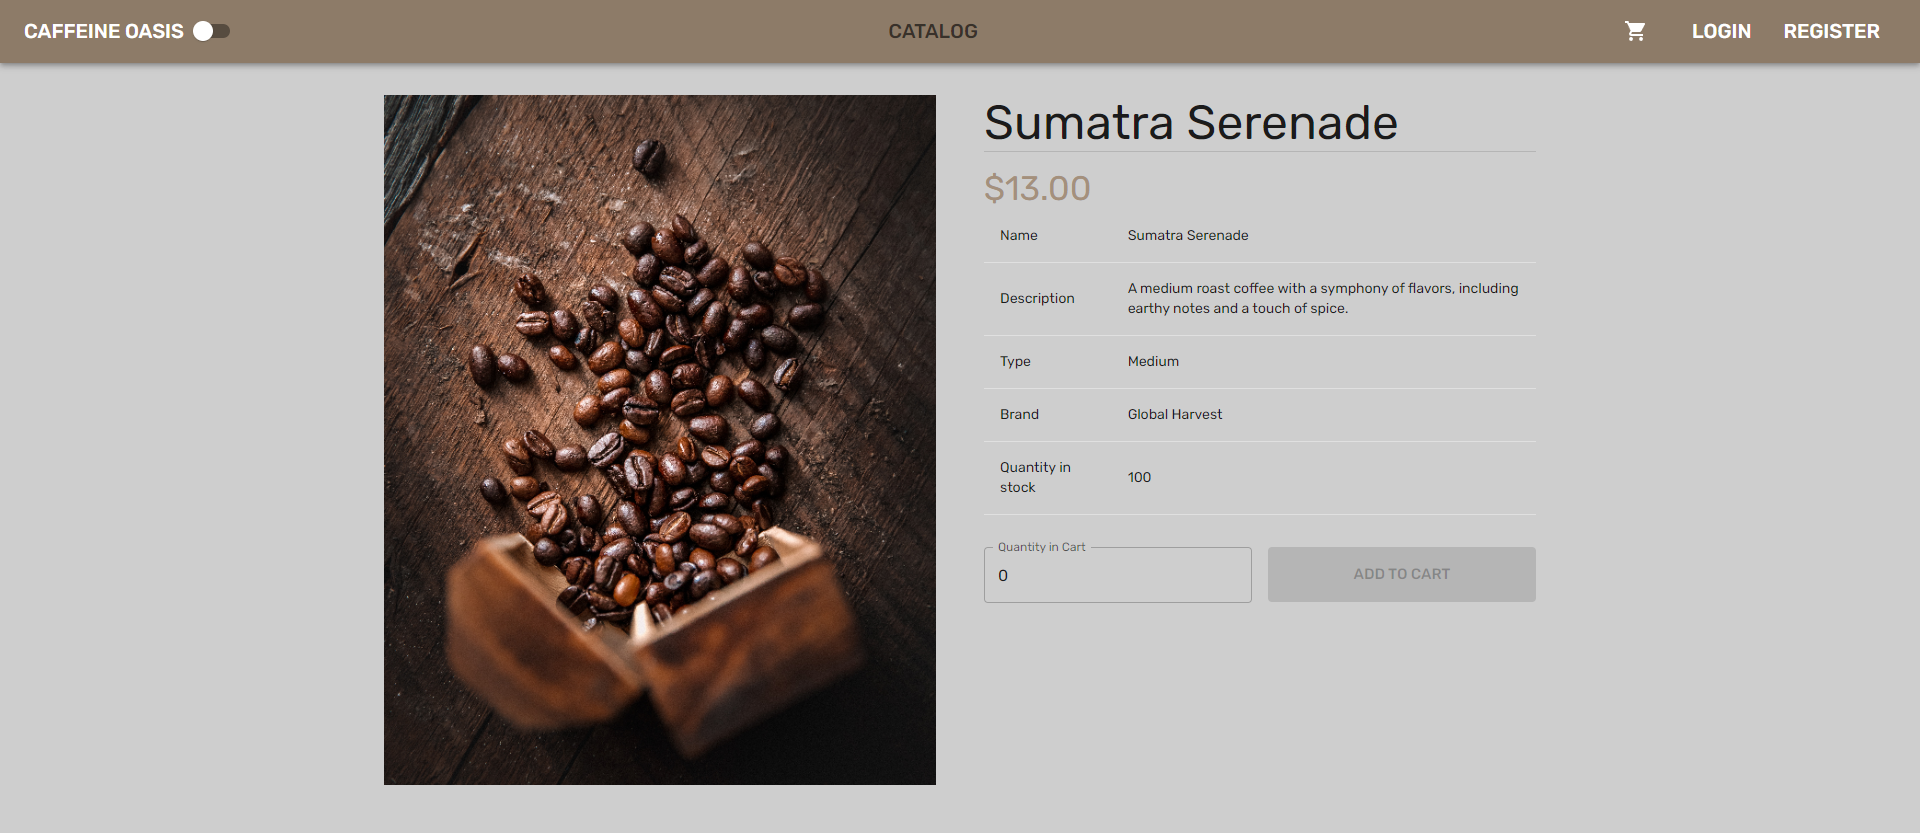 CAFFEINE OASIS
CATALOG
LOGIN
REGISTER
Sumatra Serenade
$13.00
Name
Sumatra Serenade
Description
A medium roast coffee with a symphony of flavors, including
earthy notes and a touch of spice.
Type
Medium
Brand
Global Harvest
Quantity in
stock
100
Quantity in Cart
0
ADD TO CART